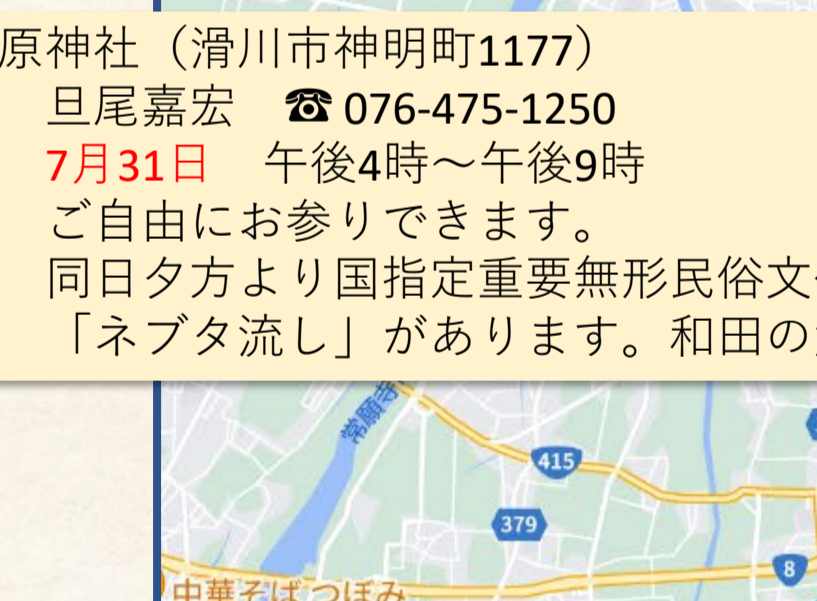 原神社（滑川市神明町1177）
旦尾嘉宏　☎ 076-475-1250
7月31日　午後4時～午後9時
ご自由にお参りできます。
同日夕方より国指定重要無形民俗文
「ネブタ流し」があります。和田の
常願寺
415
379
8
中華そば つぼみ